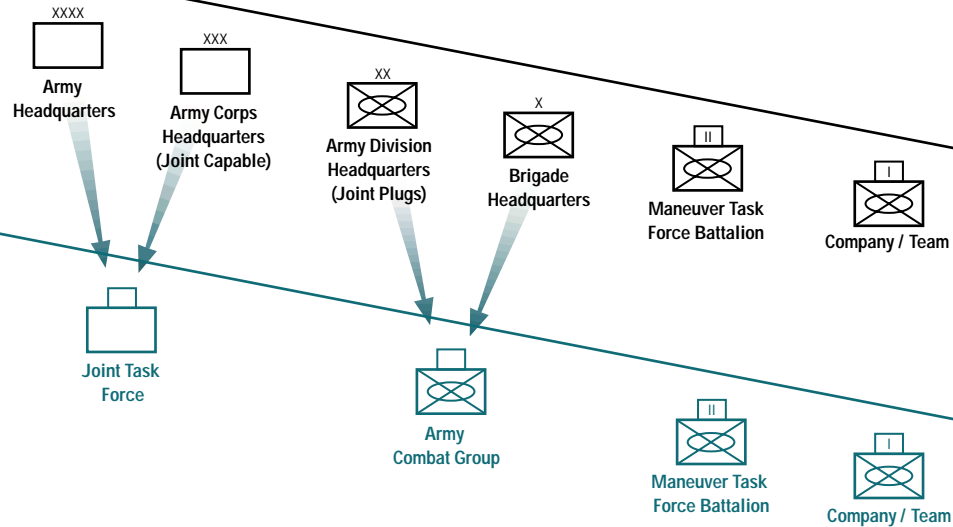 XXXX
Army
Headquarters
XXX
Army Corps
Headquarters
(Joint Capable)
XX
Army Division
Headquarters
(Joint Plugs)
X
Brigade
Headquarters
II
Maneuver Task
Force Battalion
I
Company / Team
Joint Task
Force
Army
Combat Group
II
Maneuver Task
Force Battalion
I
Company / Team